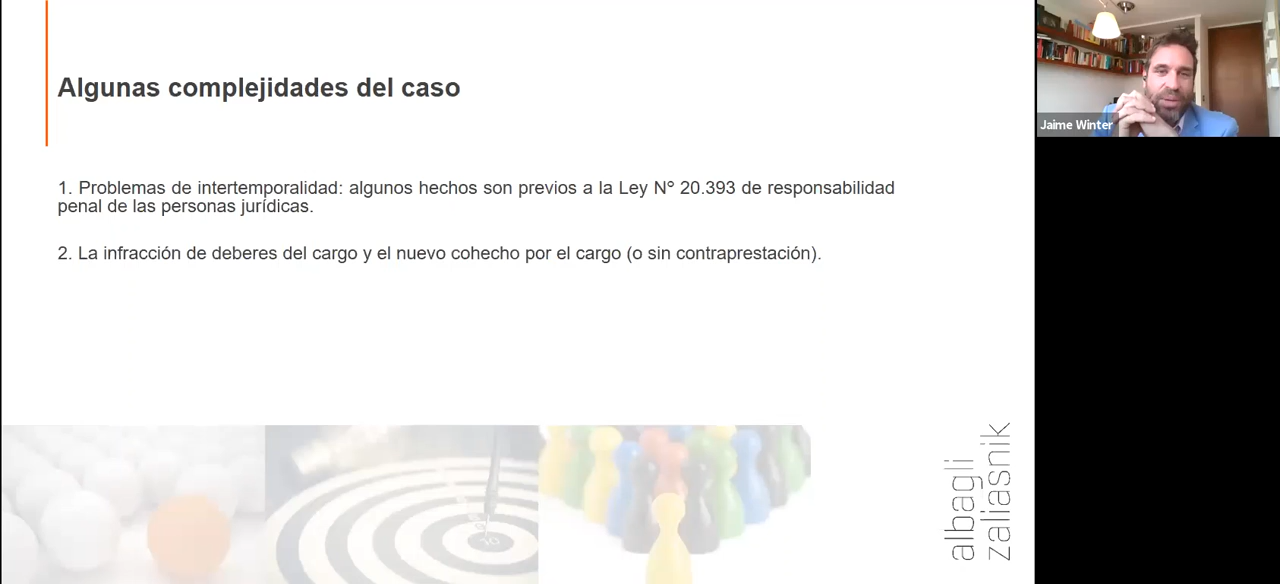 Algunas complejidades del caso
1. Problemas de intertemporalidad: algunos hechos son previos a la Ley N° 20.393 de responsabilidad
penal de las personas jurídicas.
2. La infracción de deberes del cargo y el nuevo cohecho por el cargo (o sin contraprestación).
albagli
zaliasnik
Jaime Winter
10